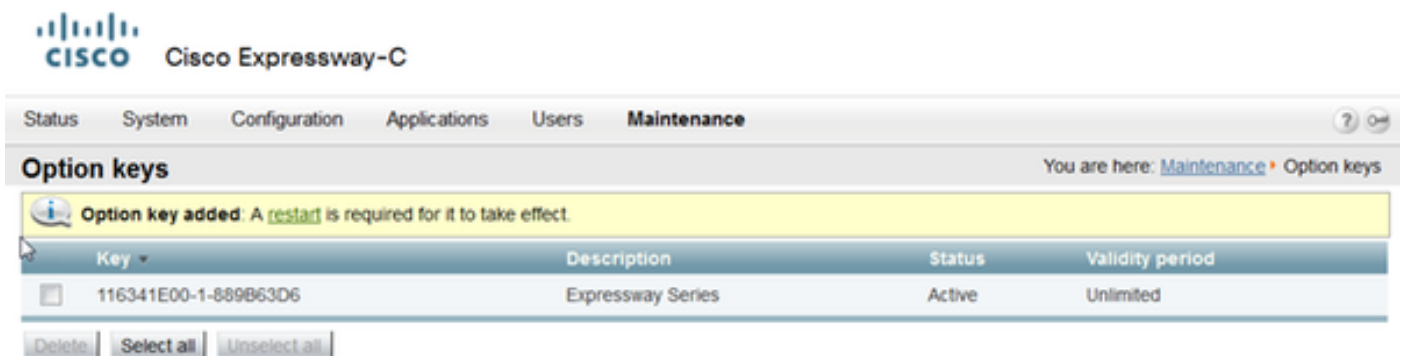 CISCO Cisco Expressway-C
Status System Configuration Applications Users Maintenance ?
Option keys You are here: Maintenance Option keys
Option key added: A restart is required for it to take effect.
Key Description Status Validity period
116341E00-1-889B63D6 Expressway Series Active Unlimited
Delete Select all Unselect all